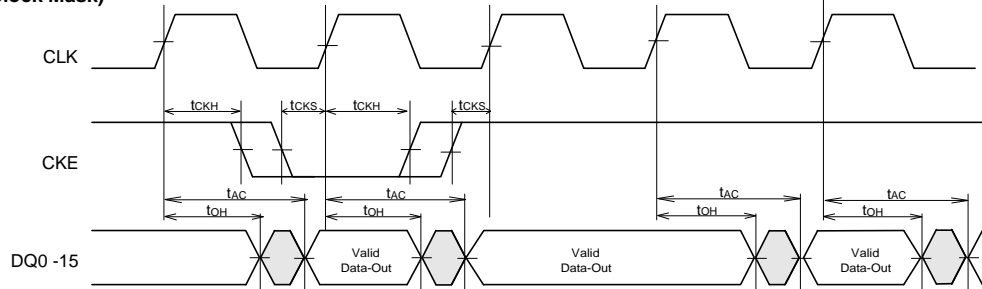 Clock Mask)
CLK
tCKH
tCKS
tCKH
tCKS
CKE
tAC
tAC
tAC
tAC
tOH
tOH
tOH
tOH
DQ0 -15
Valid
Data-Out
Valid
Data-Out
Valid
Data-Out